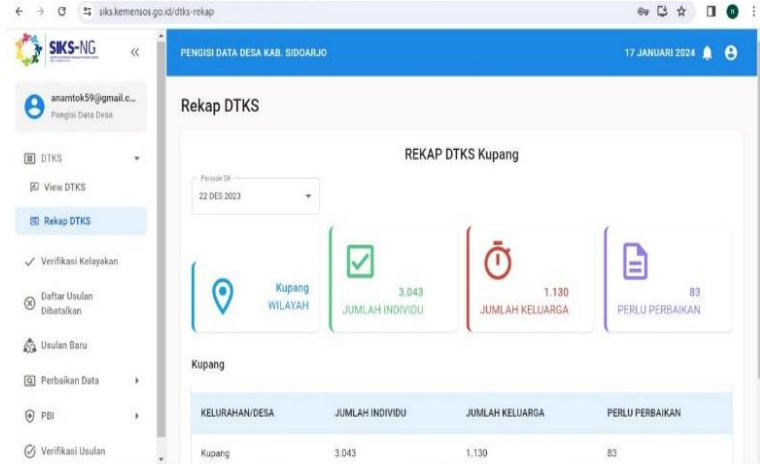 siks.kemensos.go.id/dtks-rekap
SIKS-NG
PENGISI DATA DESA KAB. SIDOARJO
17 JANUARI 2024
anamtok59@gmail.c...
Pengisi Data Desa
Rekap DTKS
DTKS
View DTKS
Rekap DTKS
Verifikasi Kelayakan
Daftar Usulan
Dibatalkan
Usulan Baru
Perbaikan Data
PBI
Verifikasi Usulan
REKAP DTKS Kupang
Periode SK
22 DES 2023
Kupang
WILAYAH
3.043
JUMLAH INDIVIDU
1.130
JUMLAH KELUARGA
83
PERLU PERBAIKAN
Kupang
KELURAHAN/DESA JUMLAH INDIVIDU JUMLAH KELUARGA PERLU PERBAIKAN
Kupang 3.043 1.130 83